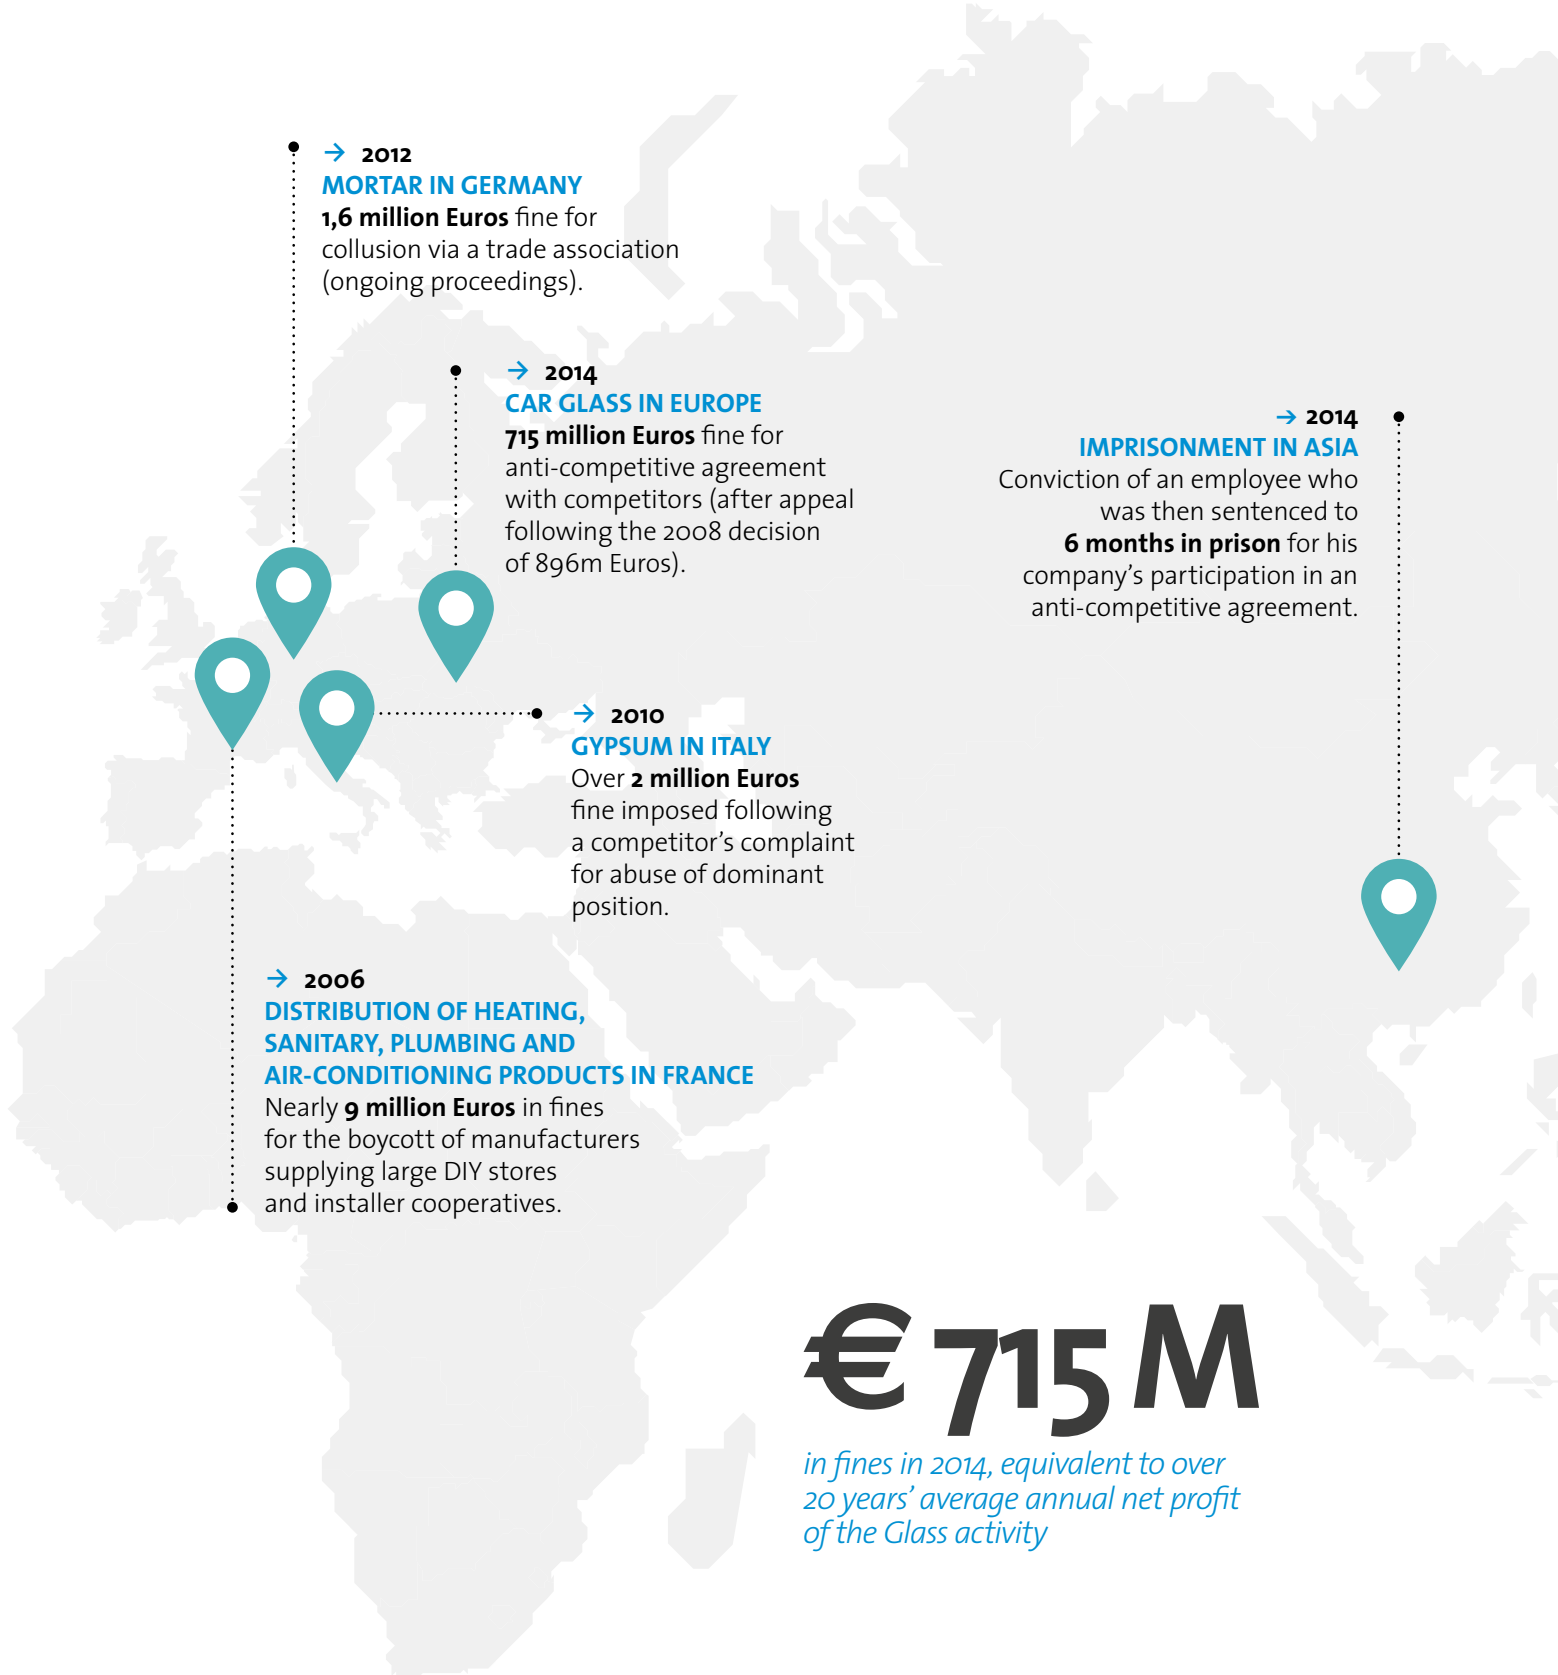 → 2012
MORTAR IN GERMANY
1,6 million Euros fine for
collusion via a trade association
(ongoing proceedings).
→ 2014
CAR GLASS IN EUROPE
715 million Euros fine for
anti-competitive agreement
with competitors (after appeal
following the 2008 decision
of 896m Euros).
→ 2014
IMPRISONMENT IN ASIA
Conviction of an employee who
was then sentenced to
6 months in prison for his
company’s participation in an
anti-competitive agreement.
→ 2010
GYPSUM IN ITALY
Over 2 million Euros
fine imposed following
a competitor’s complaint
for abuse of dominant
position.
→ 2006
DISTRIBUTION OF HEATING,
SANITARY, PLUMBING AND
AIR-CONDITIONING PRODUCTS IN FRANCE
Nearly 9 million Euros in fines
for the boycott of manufacturers
supplying large DIY stores
and installer cooperatives.
€ 715 M
in fines in 2014, equivalent to over
20 years’ average annual net profit
of the Glass activity